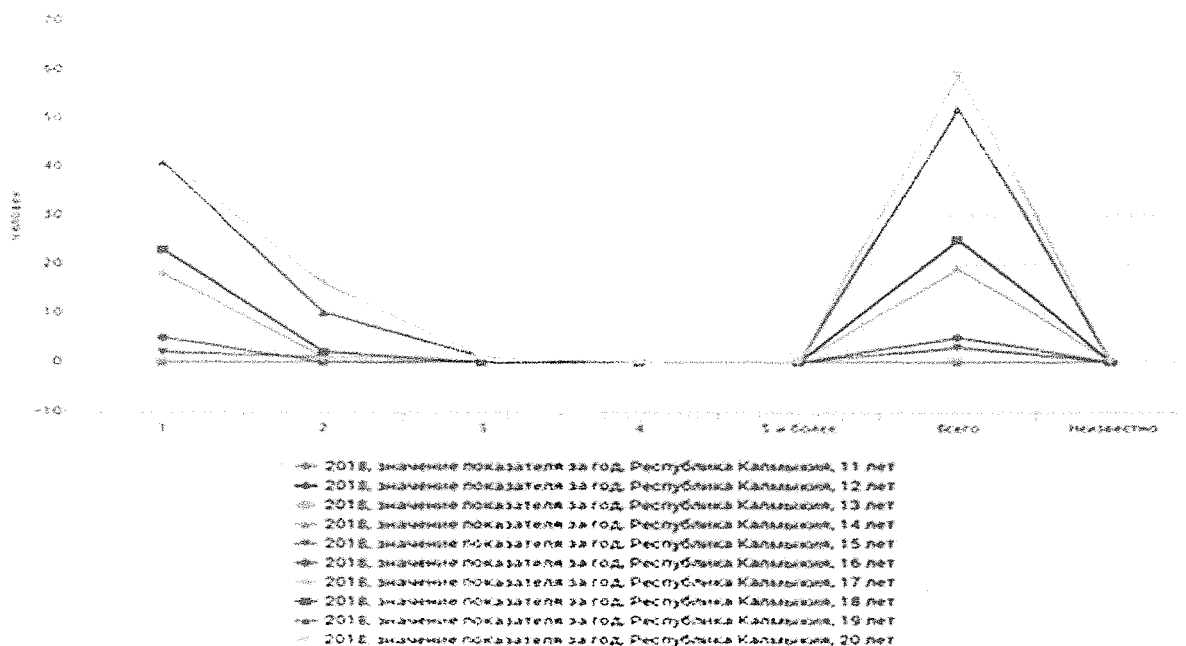 70
60
50
40
30
20
10
0
-10
человек
1 2 3 4 5 и более Всего Неизвестно
2018, значение показателя за год, Республика Калмыкия, 11 лет
2018, значение показателя за год, Республика Калмыкия, 12 лет
2018, значение показателя за год, Республика Калмыкия, 13 лет
2018, значение показателя за год, Республика Калмыкия, 14 лет
2018, значение показателя за год, Республика Калмыкия, 15 лет
2018, значение показателя за год, Республика Калмыкия, 16 лет
2018, значение показателя за год, Республика Калмыкия, 17 лет
2018, значение показателя за год, Республика Калмыкия, 18 лет
2018, значение показателя за год, Республика Калмыкия, 19 лет
2018, значение показателя за год, Республика Калмыкия, 20 лет